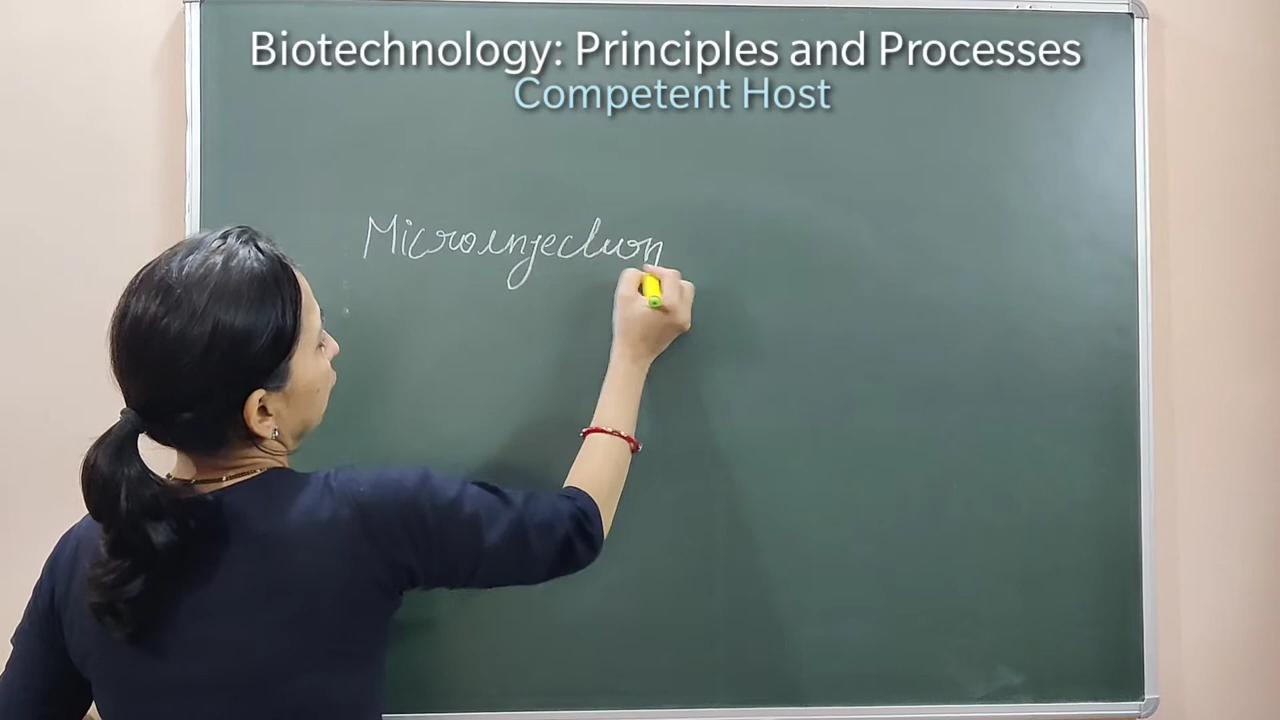 Biotechnology: Principles and Processes
Competent Host
Microinjection